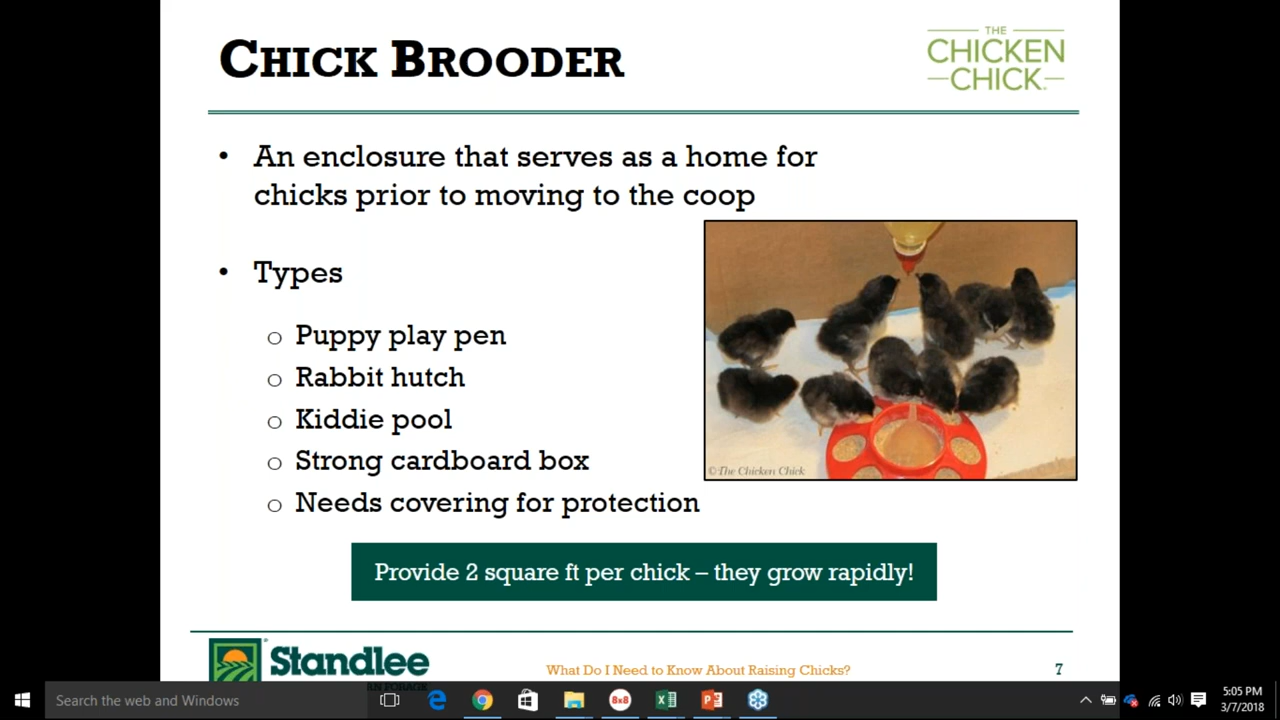 CHICK BROODER
THE
CHICKEN
CHICK
• An enclosure that serves as a home for
chicks prior to moving to the coop
• Types
o Puppy play pen
o Rabbit hutch
o Kiddie pool
o Strong cardboard box
o Needs covering for protection
©The Chicken Chick
Provide 2 square ft per chick – they grow rapidly!
Standlee
What Do I Need to Know About Raising Chicks?
7
Search the web and Windows
8x8
5:05 PM
3/7/2018